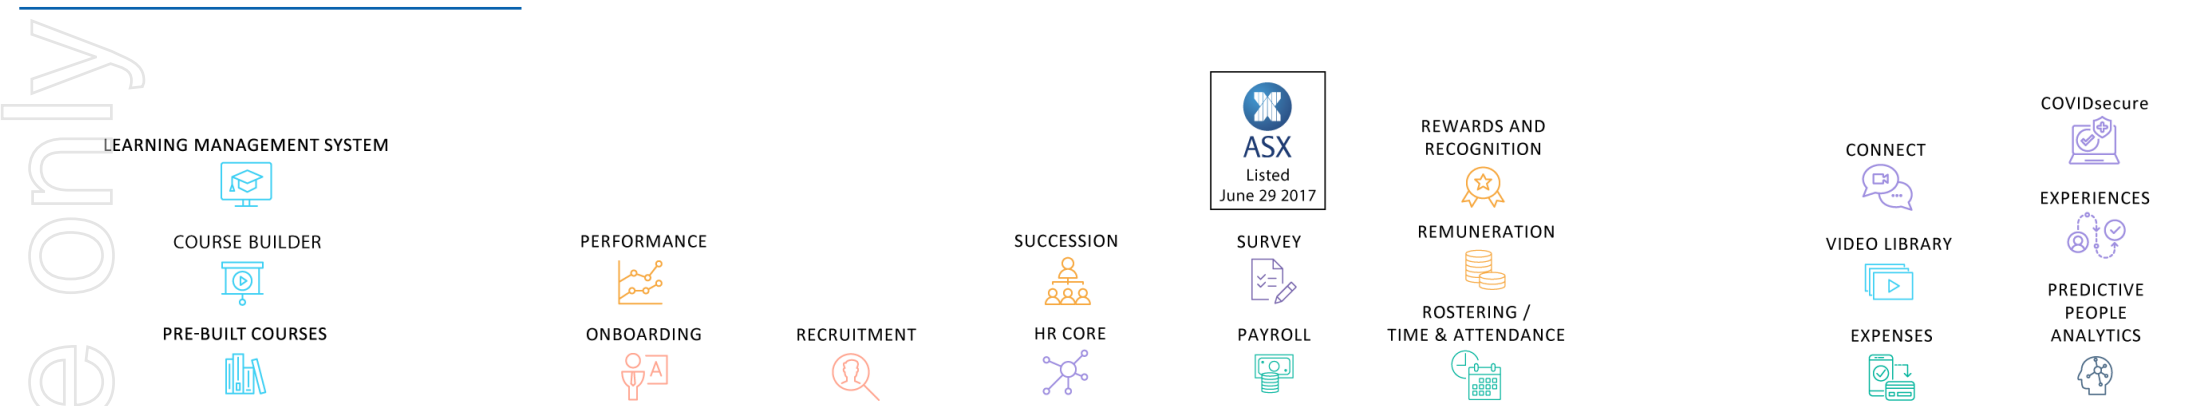 e only
LEARNING MANAGEMENT SYSTEM
COURSE BUILDER
PRE-BUILT COURSES
PERFORMANCE
ONBOARDING
A
RECRUITMENT
SUCCESSION
HR CORE
ASX
Listed
June 29 2017
SURVEY
PAYROLL
REWARDS AND
RECOGNITION
REMUNERATION
ROSTERING /
TIME & ATTENDANCE
CONNECT
VIDEO LIBRARY
EXPENSES
COVIDsecure
EXPERIENCES
PREDICTIVE
PEOPLE
ANALYTICS